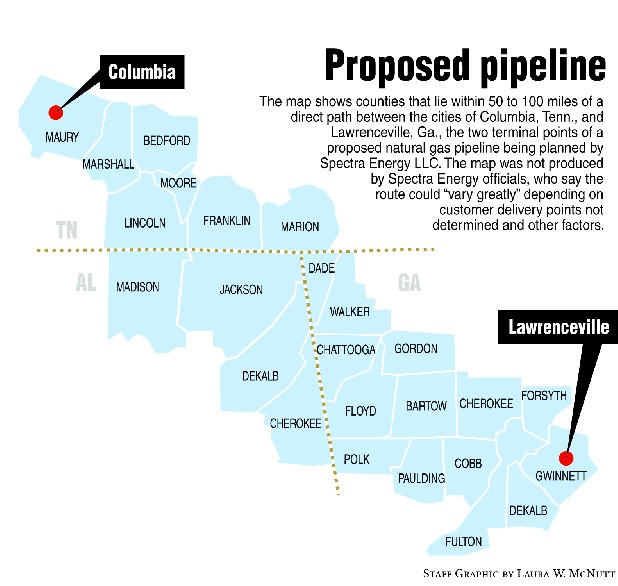 Proposed pipeline
The map shows counties that lie within 50 to 100 miles of a
direct path between the cities of Columbia, Tenn., and
Lawrenceville, Ga., the two terminal points of a
proposed natural gas pipeline being planned by
Spectra Energy LLC. The map was not produced
by Spectra Energy officials, who say the
route could “vary greatly” depending on
customer delivery points not
determined and other factors.
Columbia
MAURY
BEDFORD
MARSHALL
MOORE
LINCOLN
FRANKLIN
MARION
TN
AL
GA
MADISON
JACKSON
DADE
WALKER
Lawrenceville
CHATTOOGA
GORDON
DEKALB
CHEROKEE
FLOYD
BARTOW
CHEROKEE
FORSYTH
POLK
PAULDING
COBB
GWINNETT
DEKALB
FULTON
STAFF GRAPHIC BY LAURA W. MCNUTT